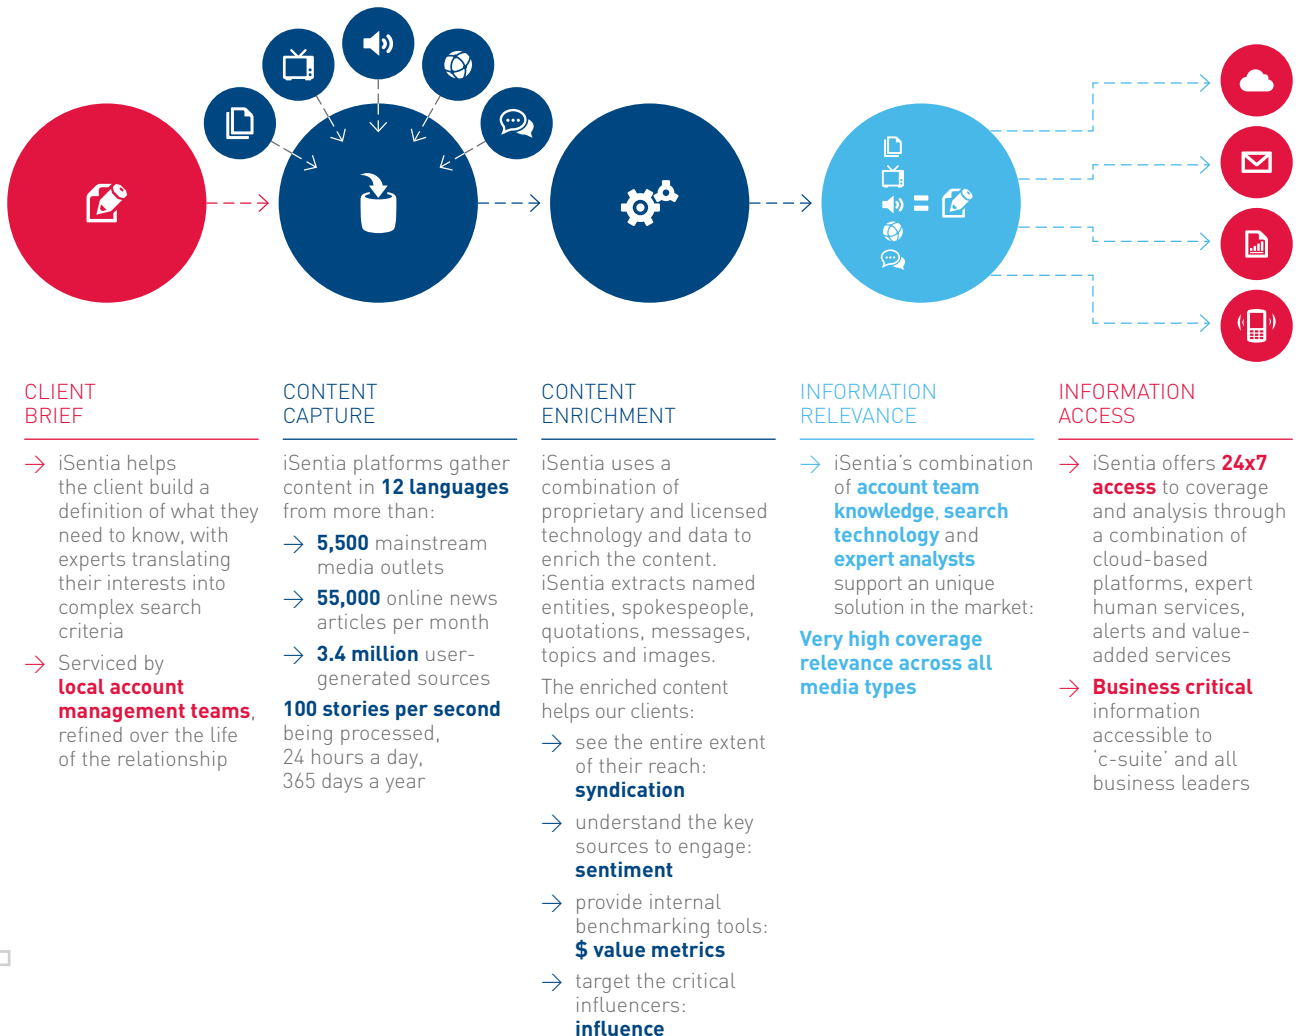 CLIENT
BRIEF
iSentia helps
the client build a
definition of what they
need to know, with
experts translating
their interests into
complex search
criteria
Serviced by
local account
management teams,
refined over the life
of the relationship
CONTENT
CAPTURE
iSentia platforms gather
content in 12 languages
from more than:
5,500 mainstream
media outlets
55,000 online news
articles per month
3.4 million user-
generated sources
100 stories per second
being processed,
24 hours a day,
365 days a year
CONTENT
ENRICHMENT
iSentia uses a
combination of
proprietary and licensed
technology and data to
enrich the content.
iSentia extracts named
entities, spokespeople,
quotations, messages,
topics and images.
The enriched content
helps our clients:
see the entire extent
of their reach:
syndication
understand the key
sources to engage:
sentiment
provide internal
benchmarking tools:
$ value metrics
target the critical
influencers:
influence
INFORMATION
RELEVANCE
iSentia's combination
of account team
knowledge, search
technology and
expert analysts
support an unique
solution in the market:
Very high coverage
relevance across all
media types
INFORMATION
ACCESS
iSentia offers 24x7
access to coverage
and analysis through
a combination of
cloud-based
platforms, expert
human services,
alerts and value-
added services
Business critical
information
accessible to
'c-suite' and all
business leaders